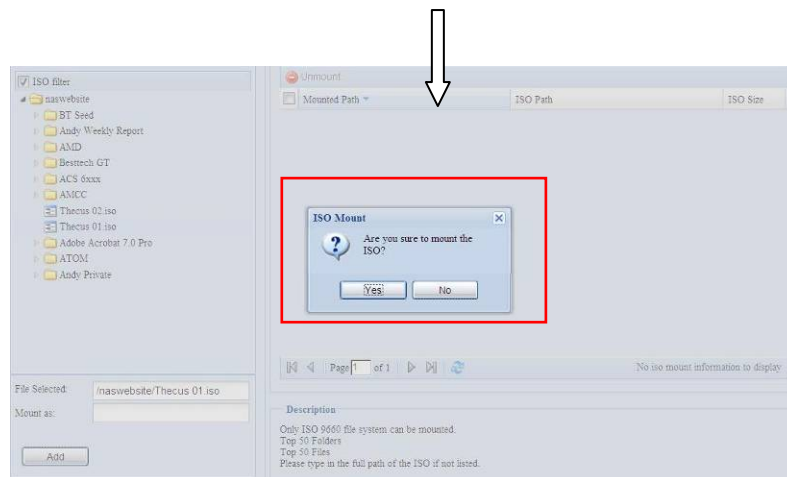 ISO filter
naswebsite
BT Seed
Andy Weekly Report
AMD
Besttech GT
ACS 6xxx
AMCC
Thecus 02.iso
Thecus 01.iso
Adobe Acrobat 7.0 Pro
ATOM
Andy Private
File Selected: /naswebsite/Thecus 01.iso
Mount as:
Add
Unmount
Mounted Path ISO Path ISO Size
ISO Mount
Are you sure to mount the
ISO?
Yes No
Page 1 of 1 No iso mount information to display
Description
Only ISO 9660 file system can be mounted.
Top 50 Folders
Top 50 Files
Please type in the full path of the ISO if not listed.